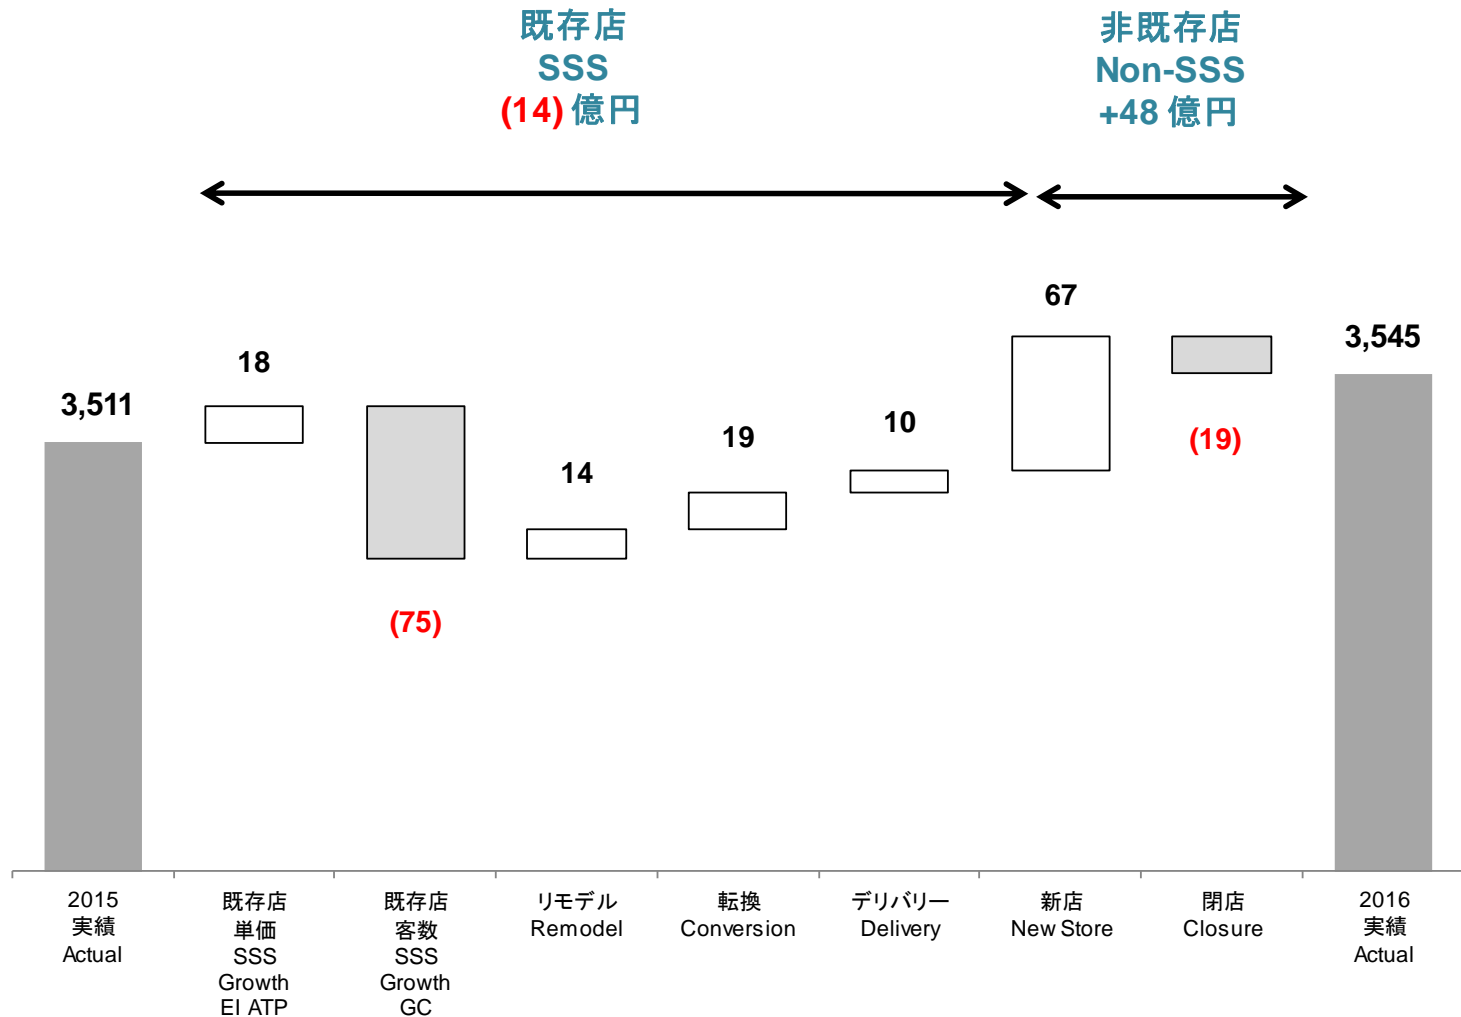 既存店
SSS
(14) 億円
非既存店
Non-SSS
+48 億円
3,511
18
(75)
14
19
10
67
(19)
3,545
2015
実績
Actual
既存店
単価
SSS
Growth
EI ATP
既存店
客数
SSS
Growth
GC
リモデル
Remodel
転換
Conversion
デリバリー
Delivery
新店
New Store
閉店
Closure
2016
実績
Actual